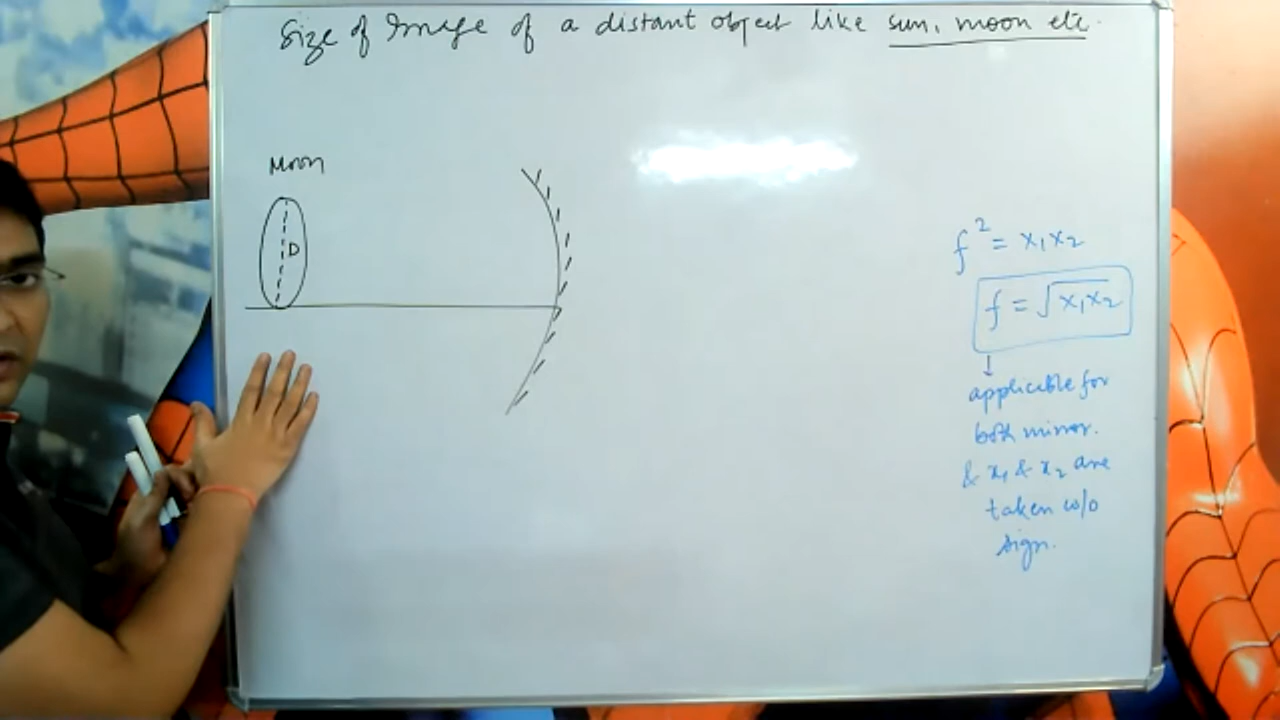 Size of Image of a distant object like sun, moon etc.
Moon
D
f² = x₁x₂
f = √x₁x₂
↓
applicable for
both mirror.
& x₁ & x₂ are
taken w/o
sign.